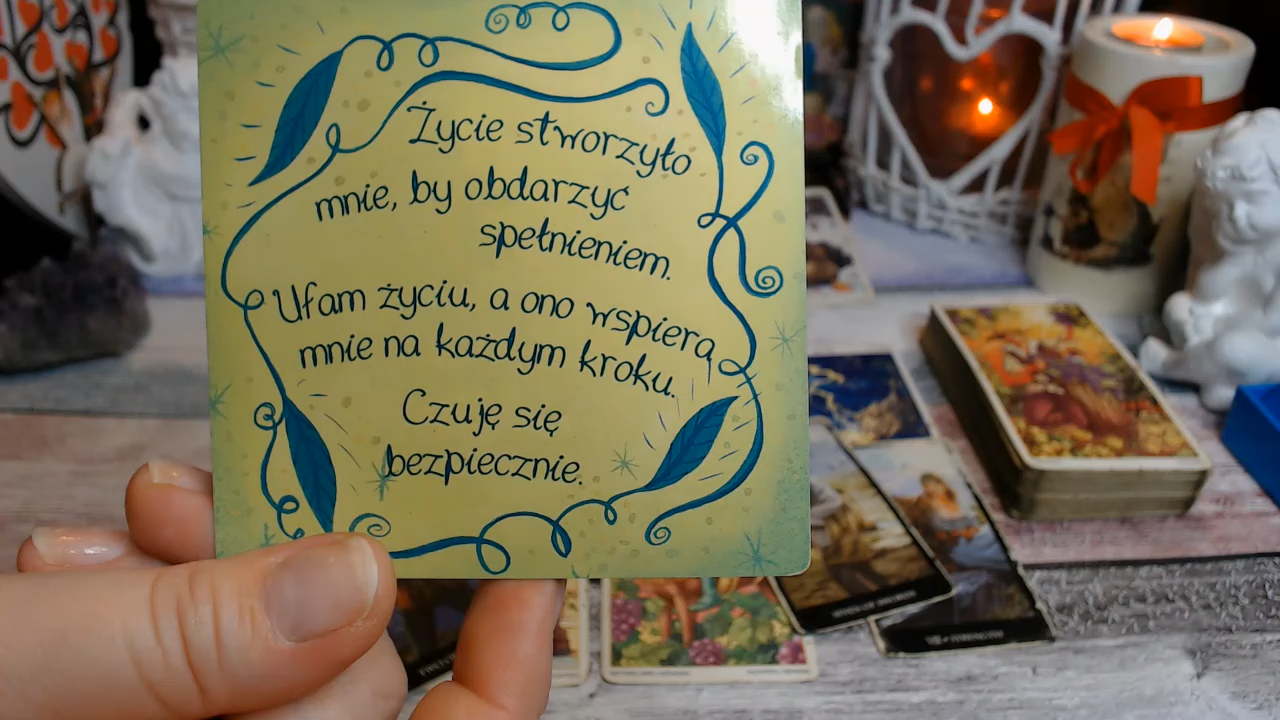 Życie stworzyło
mnie, by obdarzyć
spełnieniem.
Ufam życiu, a ono wspiera
mnie na każdym kroku.
Czuję się
bezpiecznie.